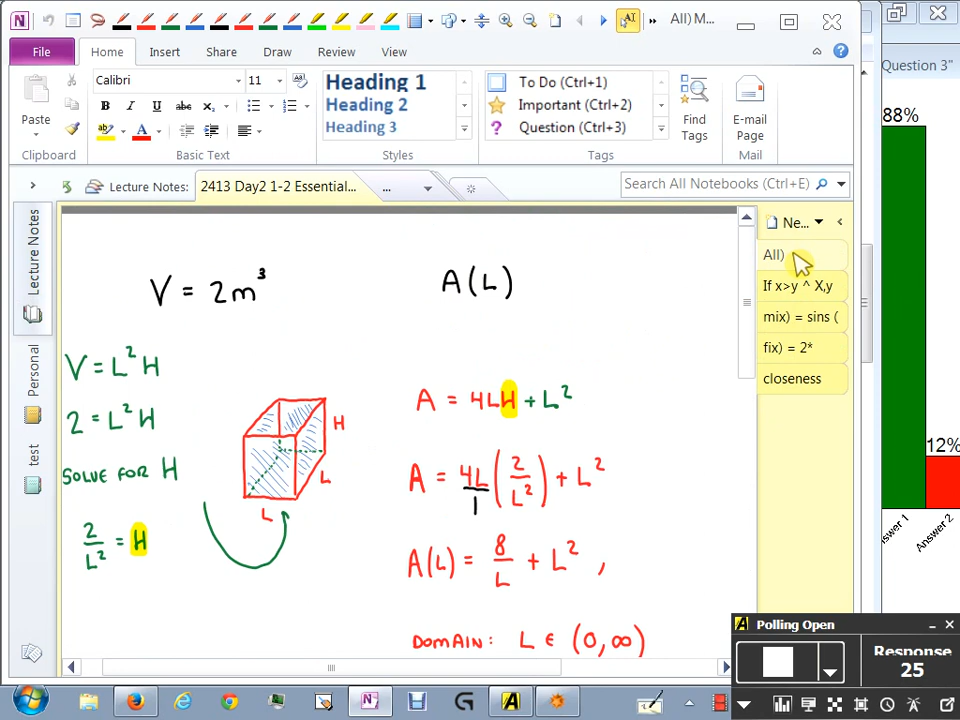 All) M...
File Home Insert Share Draw Review View
Paste
Calibri 11
B I U abc x₂
A
Heading 1
Heading 2
Heading 3
To Do (Ctrl+1)
Important (Ctrl+2)
Question (Ctrl+3)
Find Tags
E-mail Page
Clipboard Basic Text Styles Tags Mail
Lecture Notes: 2413 Day2 1-2 Essential... ... Search All Notebooks (Ctrl+E)
Lecture Notes
Personal
test
Ne...
All)
If x>y ^ X,y
mix) = sins (
fix) = 2*
closeness
V = 2m³
A(L)
V = L²H
2 = L²H
SOLVE FOR H
2/L² = H
H
L
L
A = 4LH + L²
A = 4L/1 (2/L²) + L²
A(L) = 8/L + L² ,
DOMAIN: L ∈ (0,∞)
Question 3"
88%
12%
Answer 1
Answer 2
Polling Open
Response
25